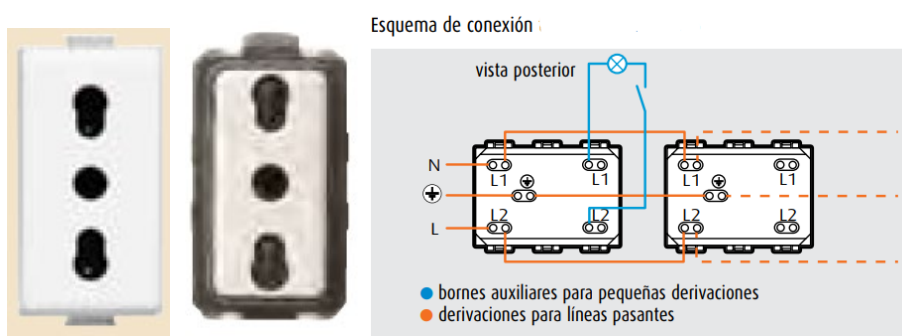 Esquema de conexión
vista posterior
N
L1
L1
L1
L1
L
L2
L2
L2
L2
bornes auxiliares para pequeñas derivaciones
derivaciones para líneas pasantes